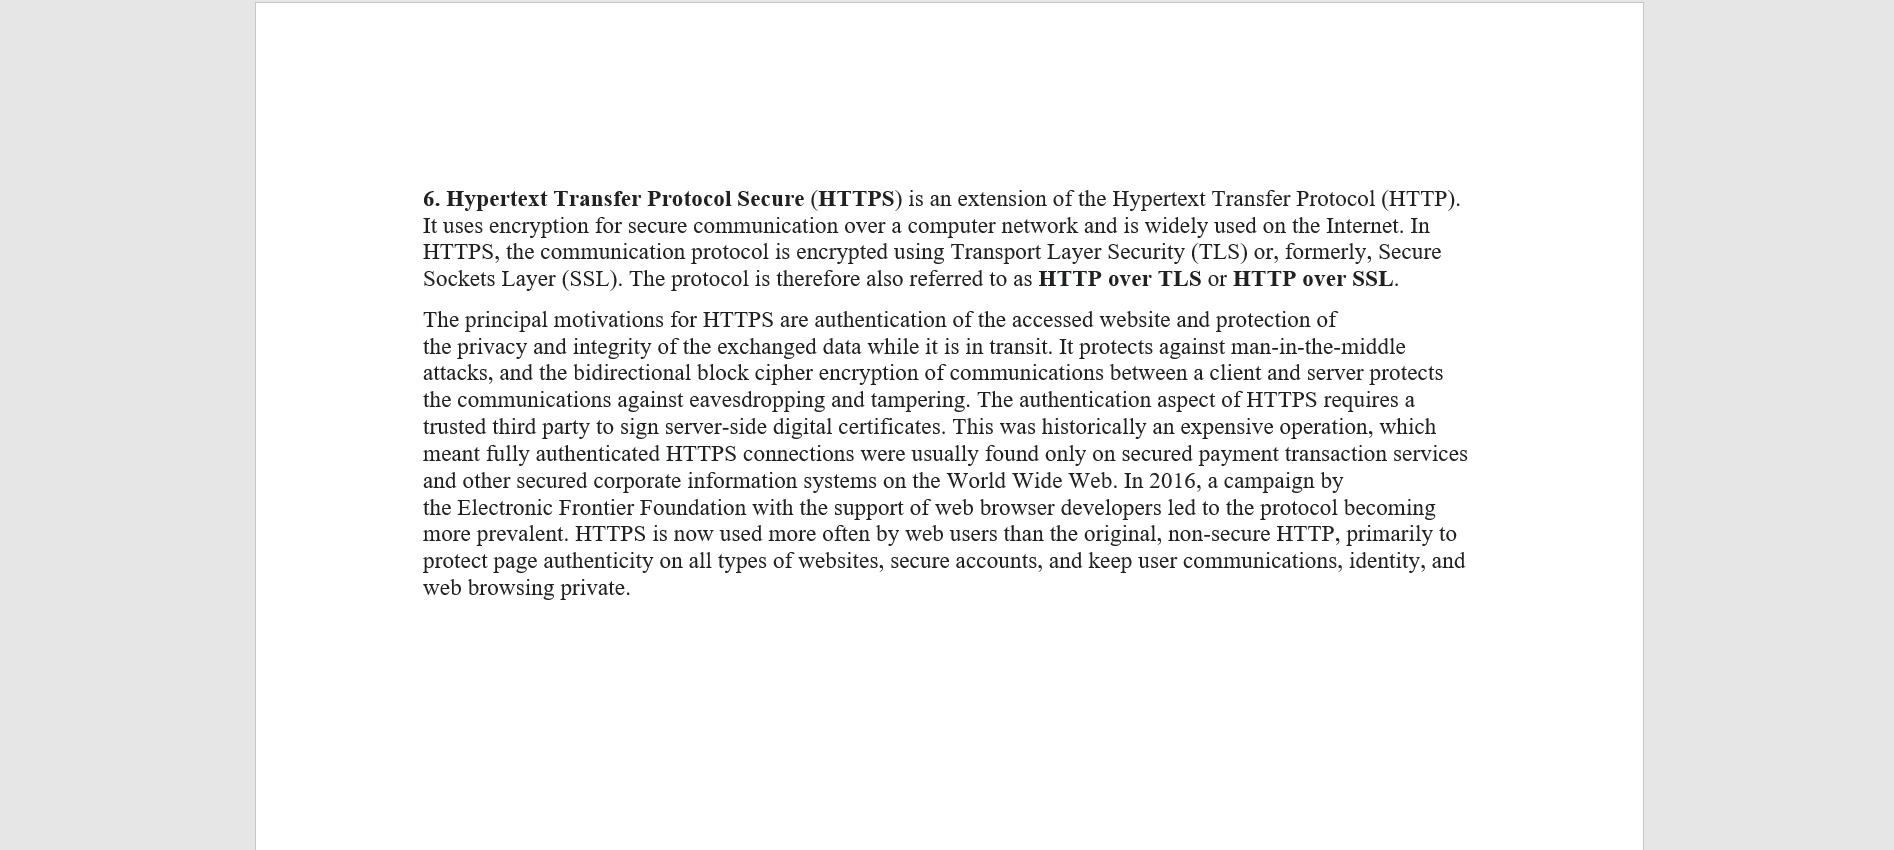 6. Hypertext Transfer Protocol Secure (HTTPS) is an extension of the Hypertext Transfer Protocol (HTTP).
It uses encryption for secure communication over a computer network and is widely used on the Internet. In
HTTPS, the communication protocol is encrypted using Transport Layer Security (TLS) or, formerly, Secure
Sockets Layer (SSL). The protocol is therefore also referred to as HTTP over TLS or HTTP over SSL.
The principal motivations for HTTPS are authentication of the accessed website and protection of
the privacy and integrity of the exchanged data while it is in transit. It protects against man-in-the-middle
attacks, and the bidirectional block cipher encryption of communications between a client and server protects
the communications against eavesdropping and tampering. The authentication aspect of HTTPS requires a
trusted third party to sign server-side digital certificates. This was historically an expensive operation, which
meant fully authenticated HTTPS connections were usually found only on secured payment transaction services
and other secured corporate information systems on the World Wide Web. In 2016, a campaign by
the Electronic Frontier Foundation with the support of web browser developers led to the protocol becoming
more prevalent. HTTPS is now used more often by web users than the original, non-secure HTTP, primarily to
protect page authenticity on all types of websites, secure accounts, and keep user communications, identity, and
web browsing private.